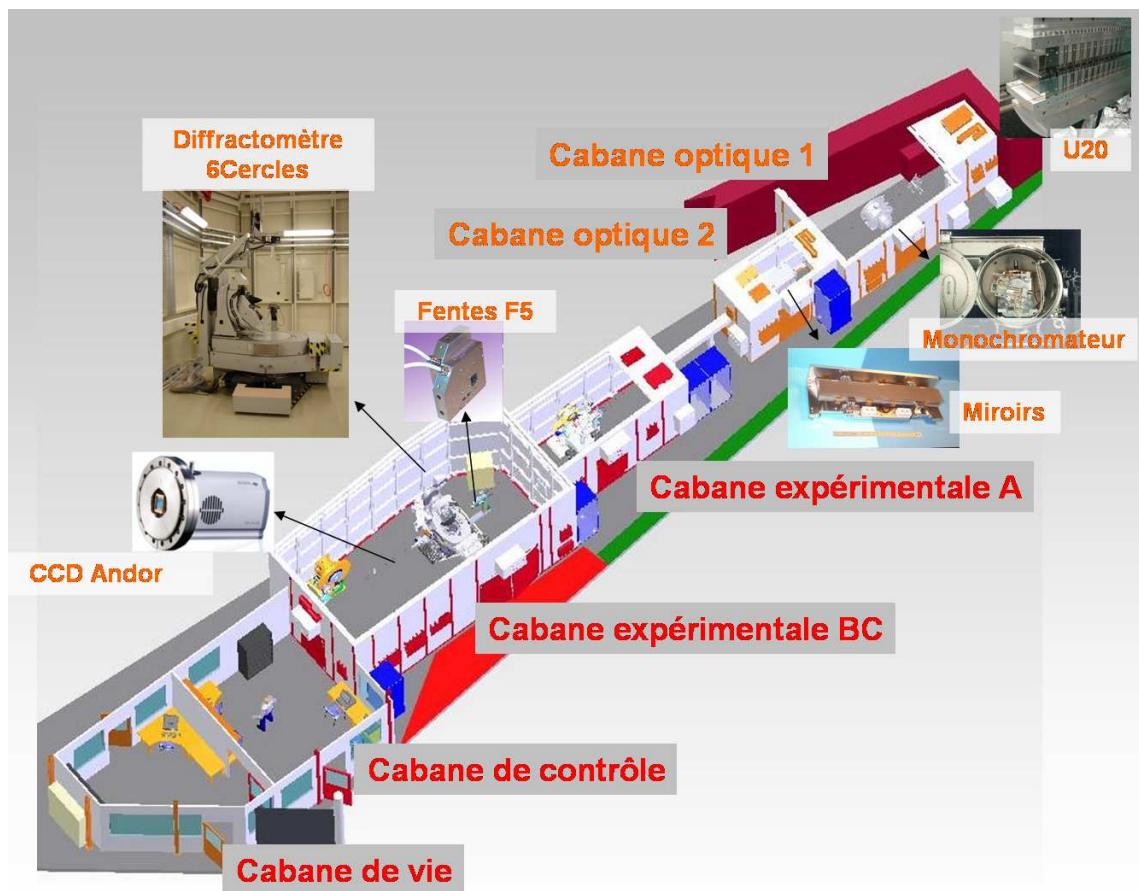 U20
Cabane optique 1
Diffractomètre
6Cercles
Cabane optique 2
Fentes F5
Monochromateur
Miroirs
Cabane expérimentale A
CCD Andor
Cabane expérimentale BC
Cabane de contrôle
Cabane de vie